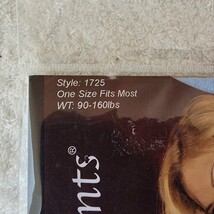 Style: 1725
One Size Fits Most
WT: 90-160lbs
nts®